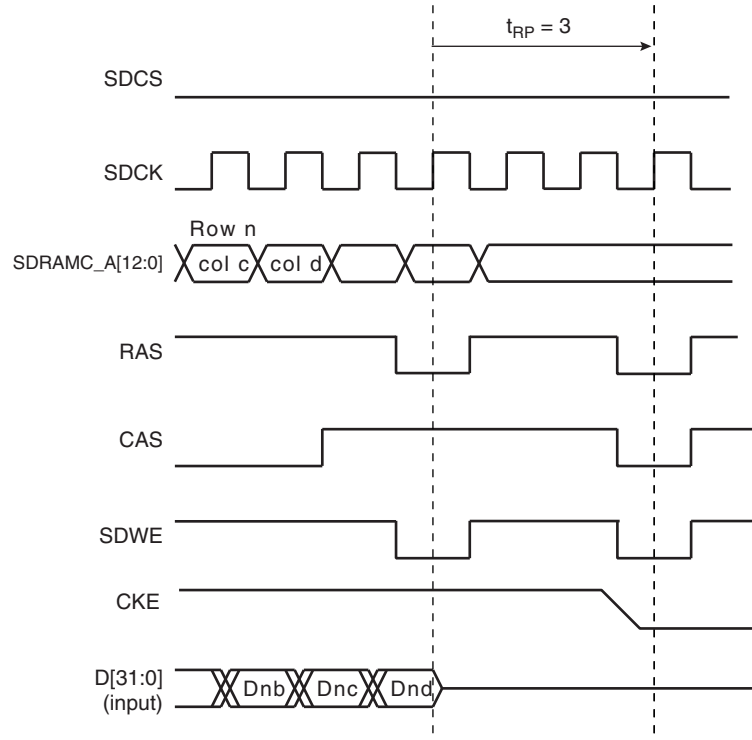 tRP = 3
SDCS
SDCK
Row n
SDRAMC_A[12:0]
col c
col d
RAS
CAS
SDWE
CKE
D[31:0]
(input)
Dnb
Dnc
Dnd